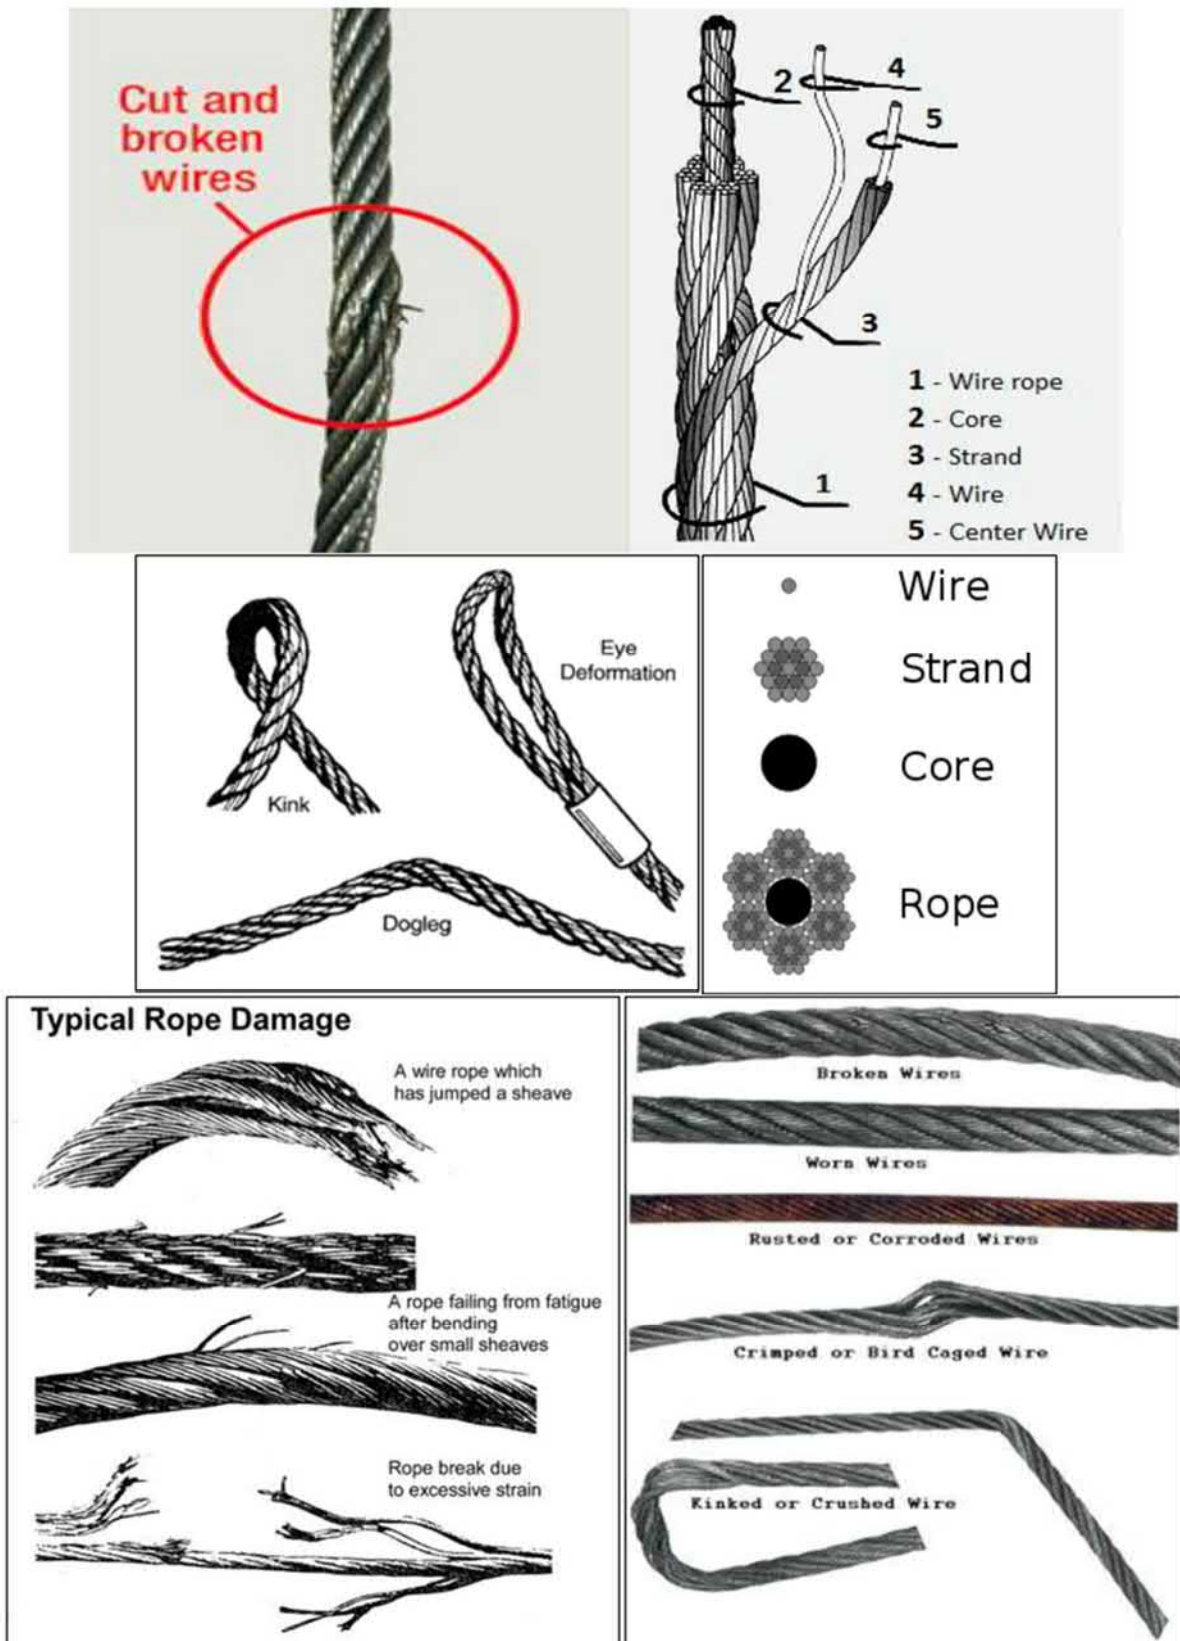 Cut and
broken
wires
2
4
5
3
1
1 - Wire rope
2 - Core
3 - Strand
4 - Wire
5 - Center Wire
Kink
Eye
Deformation
Dogleg
Wire
Strand
Core
Rope
Typical Rope Damage
A wire rope which
has jumped a sheave
A rope failing from fatigue
after bending
over small sheaves
Rope break due
to excessive strain
Broken Wires
Worn Wires
Rusted or Corroded Wires
Crimped or Bird Caged Wire
Kinked or Crushed Wire